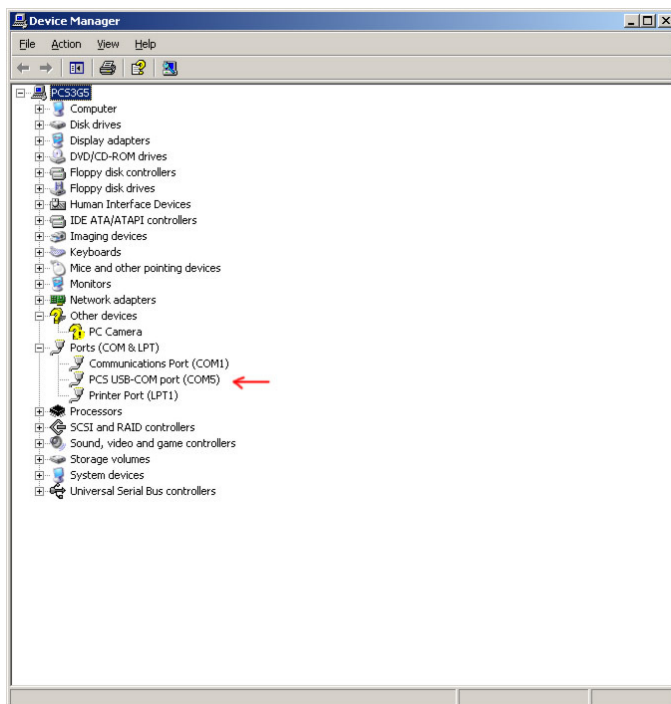 Device Manager
File Action View Help
PCS3G5
Computer
Disk drives
Display adapters
DVD/CD-ROM drives
Floppy disk controllers
Floppy disk drives
Human Interface Devices
IDE ATA/ATAPI controllers
Imaging devices
Keyboards
Mice and other pointing devices
Monitors
Network adapters
Other devices
PC Camera
Ports (COM & LPT)
Communications Port (COM1)
PCS USB-COM port (COM5)
Printer Port (LPT1)
Processors
SCSI and RAID controllers
Sound, video and game controllers
Storage volumes
System devices
Universal Serial Bus controllers